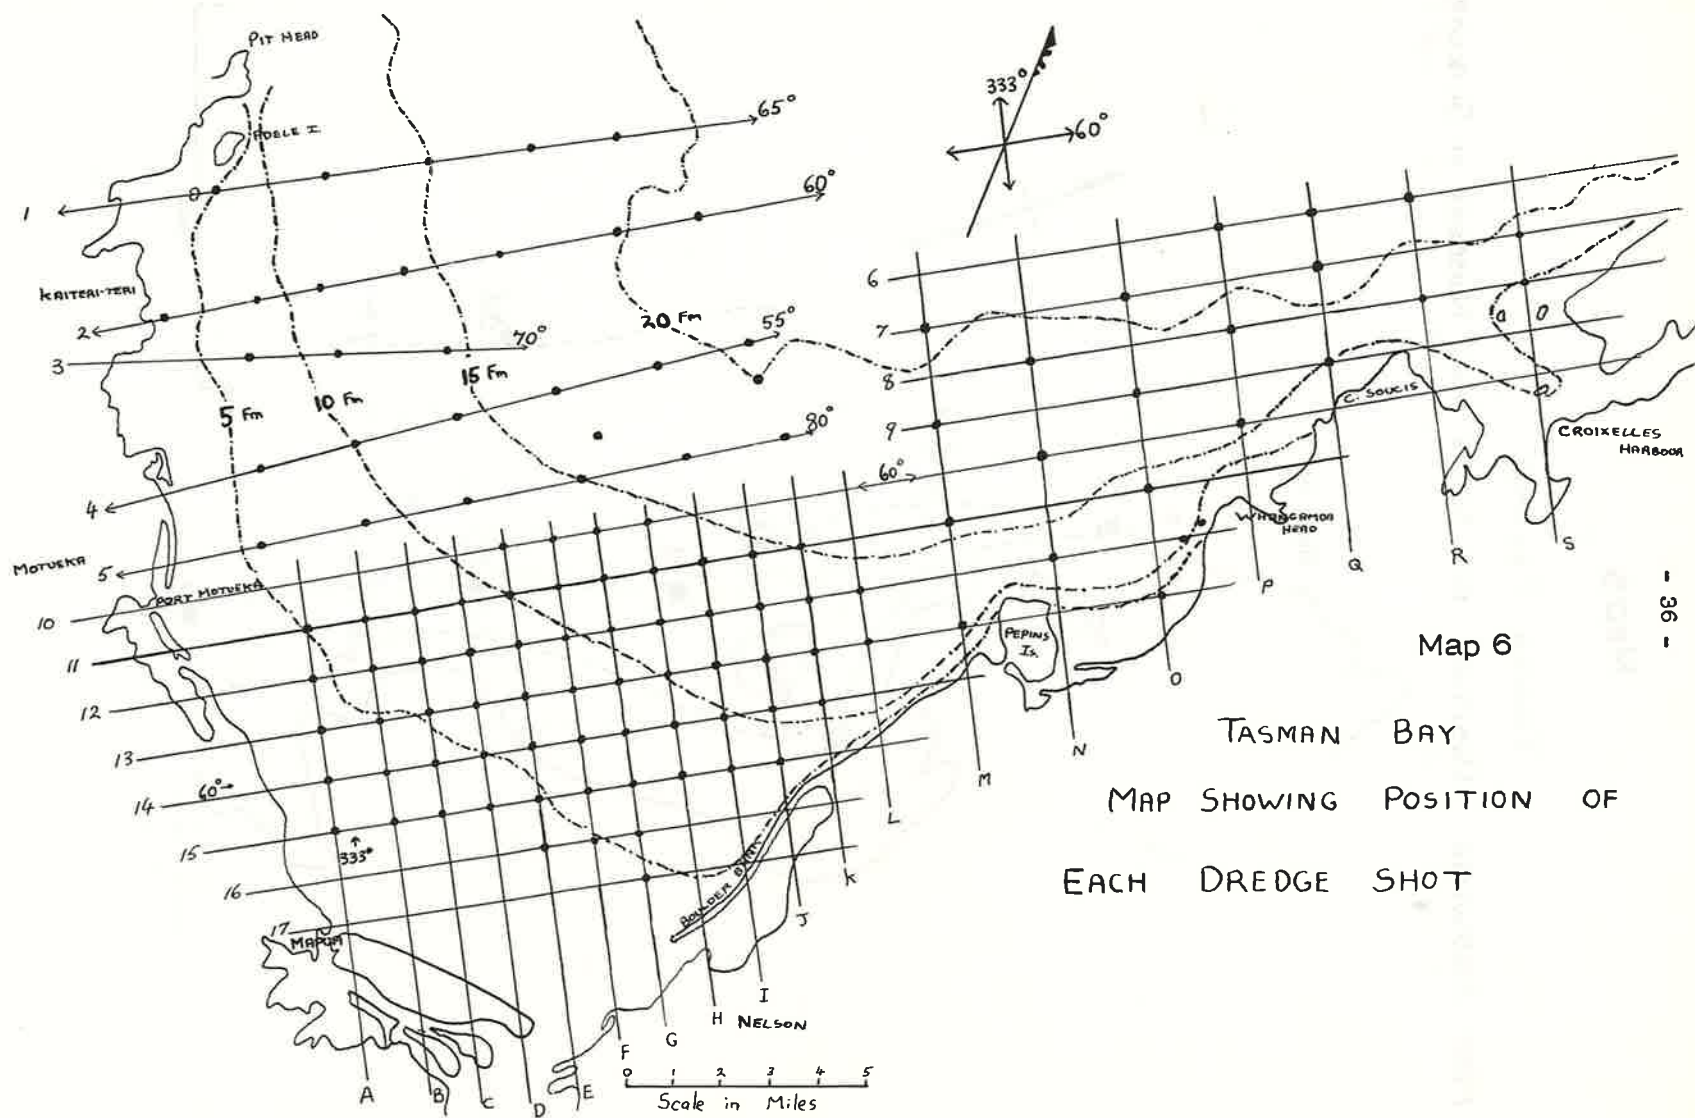 PIT HEAD
ADELE I
65°
333°
60°
60°
1
KAITERI-TERI
2
3
70°
20 Fm
55°
6
7
8
9
5 Fm
10 Fm
15 Fm
80°
60°
C. SOUCIS
CROIXELLES
HARBOUR
WHANGAMOA
HEAD
4
MOTUEKA
5
PORT MOTUEKA
10
11
12
13
14
60°
15
333°
16
17
MAPUA
PEPINS
Is.
BOULDER BANK
NELSON
A
B
C
D
E
F
G
H
I
J
K
L
M
N
O
P
Q
R
S
0 1 2 3 4 5
Scale in Miles
- 36 -
Map 6
TASMAN BAY
MAP SHOWING POSITION OF
EACH DREDGE SHOT